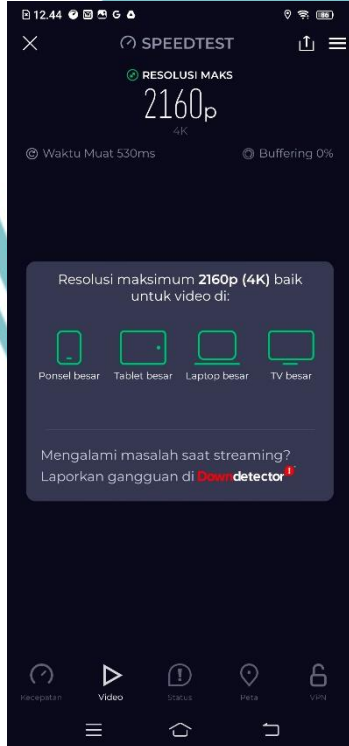 12.44 G 86
SPEEDTEST
RESOLUSI MAKS
2160p
4K
Waktu Muat 530ms Buffering 0%
Resolusi maksimum 2160p (4K) baik
untuk video di:
Ponsel besar Tablet besar Laptop besar TV besar
Mengalami masalah saat streaming?
Laporkan gangguan di Downdetector
Kecepatan Video Status Peta VPN